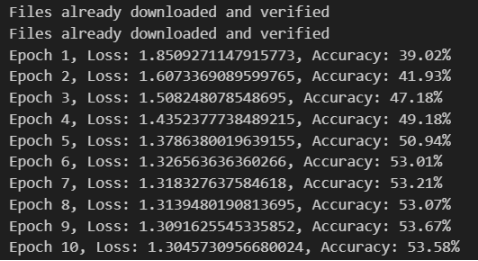 Files already downloaded and verified
Files already downloaded and verified
Epoch 1, Loss: 1.8509271147915773, Accuracy: 39.02%
Epoch 2, Loss: 1.6073369089599765, Accuracy: 41.93%
Epoch 3, Loss: 1.508248078548695, Accuracy: 47.18%
Epoch 4, Loss: 1.4352377738489215, Accuracy: 49.18%
Epoch 5, Loss: 1.3786380019639155, Accuracy: 50.94%
Epoch 6, Loss: 1.326563636360266, Accuracy: 53.01%
Epoch 7, Loss: 1.318327637584618, Accuracy: 53.21%
Epoch 8, Loss: 1.3139480190813695, Accuracy: 53.07%
Epoch 9, Loss: 1.3091625545335852, Accuracy: 53.67%
Epoch 10, Loss: 1.3045730956680024, Accuracy: 53.58%